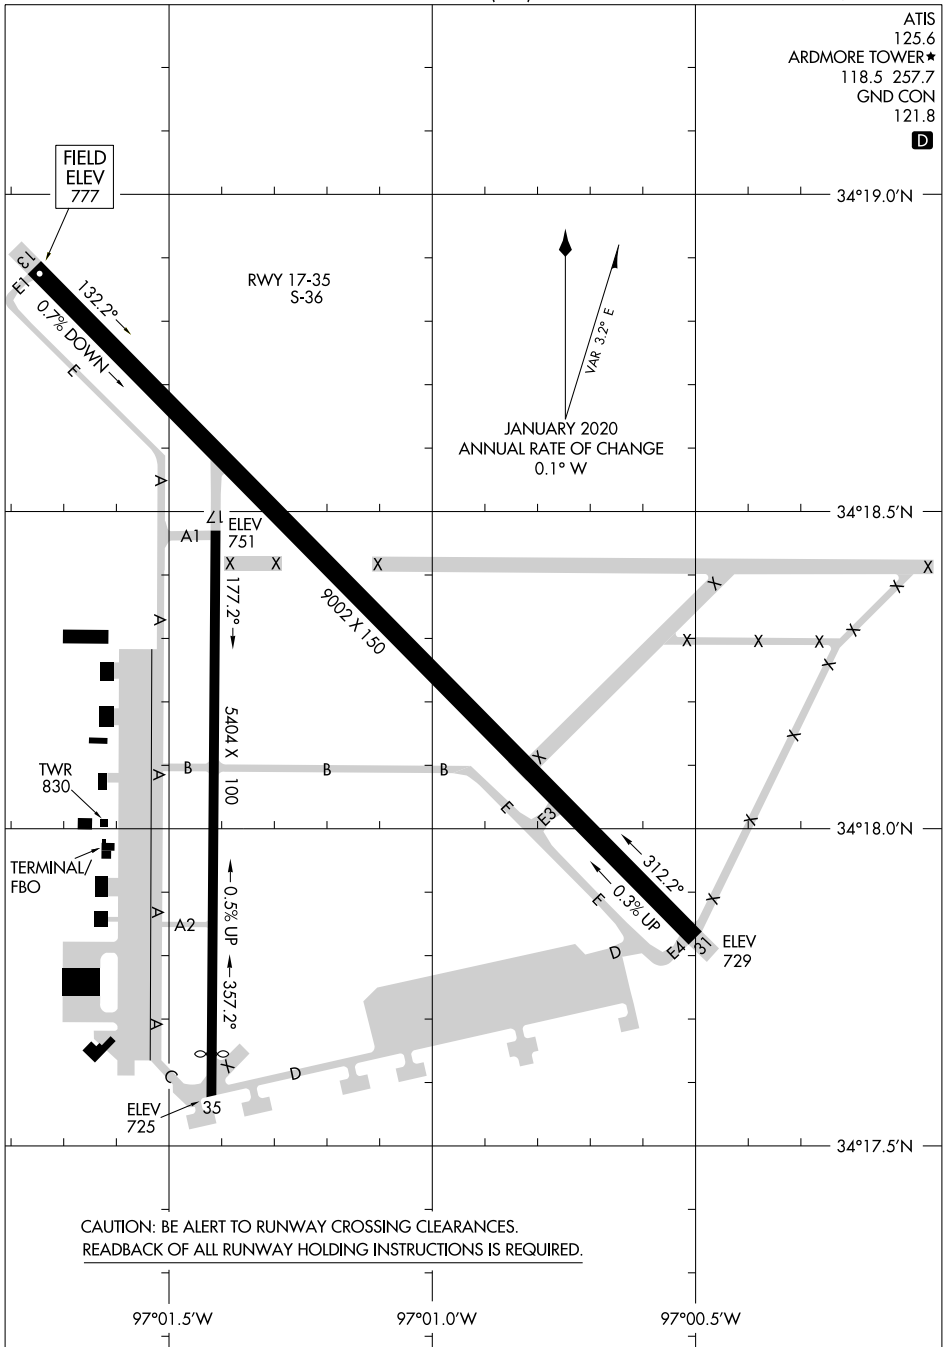 ATIS
125.6
ARDMORE TOWER★
118.5 257.7
GND CON
121.8
D
FIELD
ELEV
777
34°19.0'N
13
E1
132.2°
0.7% DOWN
E
RWY 17-35
S-36
VAR 3.2° E
JANUARY 2020
ANNUAL RATE OF CHANGE
0.1° W
A
34°18.5'N
17
ELEV
751
A1
X X X X
177.2°
9002 X 150
X X
A
X X X X X
5404 X 100
X X
TWR
830
A
B B B
E
E3
X
34°18.0'N
TERMINAL/
FBO
312.2°
0.3% UP
E
X
0.5% UP
A
A2
D
E4
31
ELEV
729
357.2°
A
C
X
D
ELEV
725
35
34°17.5'N
CAUTION: BE ALERT TO RUNWAY CROSSING CLEARANCES.
READBACK OF ALL RUNWAY HOLDING INSTRUCTIONS IS REQUIRED.
97°01.5'W
97°01.0'W
97°00.5'W